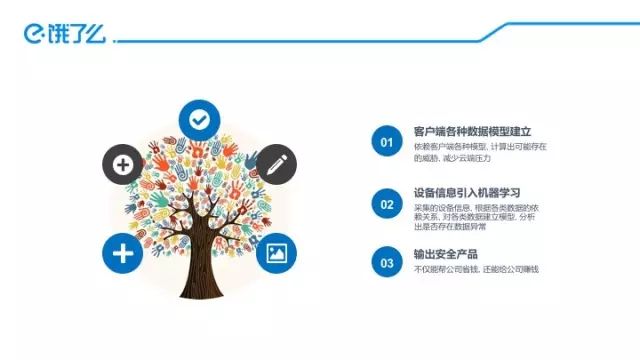 饿了么
01
客户端各种数据模型建立
依赖客户端各种模型, 计算出可能存在
的威胁, 减少云端压力
02
设备信息引入机器学习
采集的设备信息, 根据各类数据的依
赖关系, 对各类数据建立模型, 分析
出是否存在数据异常
03
输出安全产品
不仅能帮公司省钱, 还能给公司赚钱